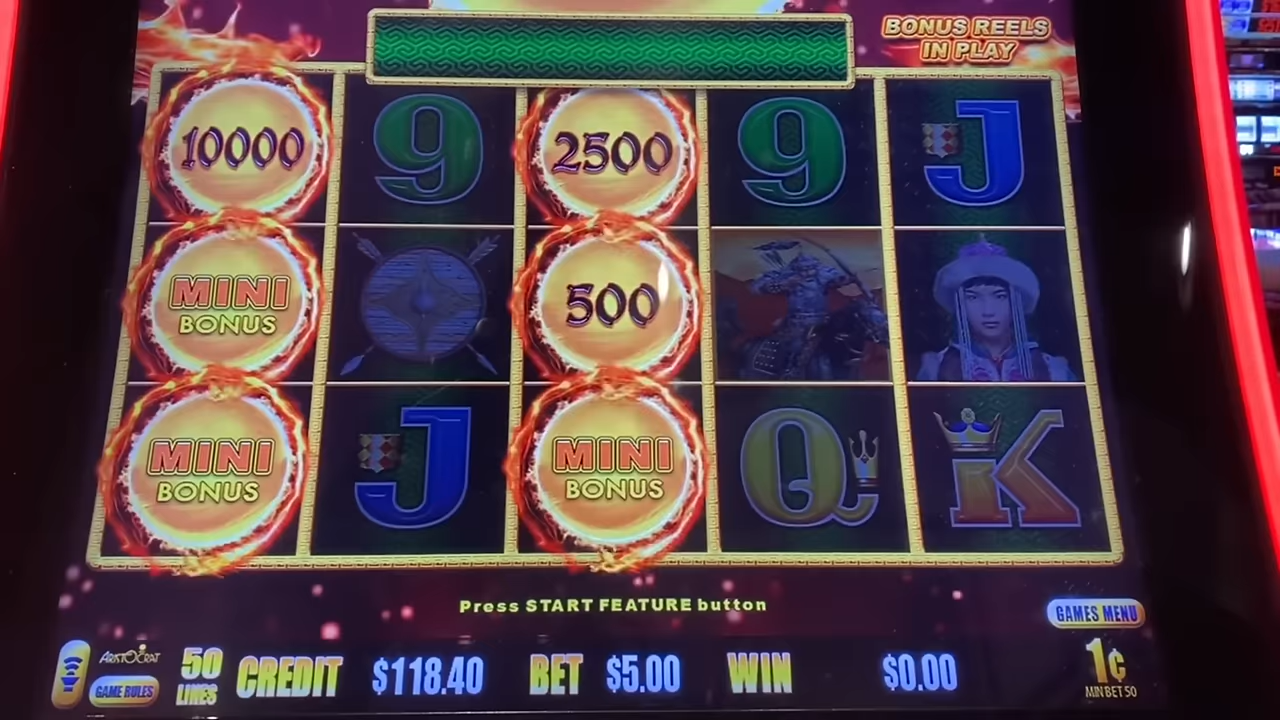 BONUS REELS
IN PLAY
10000
9
2500
9
J
MINI
BONUS
500
MINI
BONUS
J
MINI
BONUS
Q
K
Press START FEATURE button
GAMES MENU
ARISTOCRAT
GAME RULES
50
LINES
CREDIT $118.40 BET $5.00 WIN $0.00
1¢
MIN BET 50